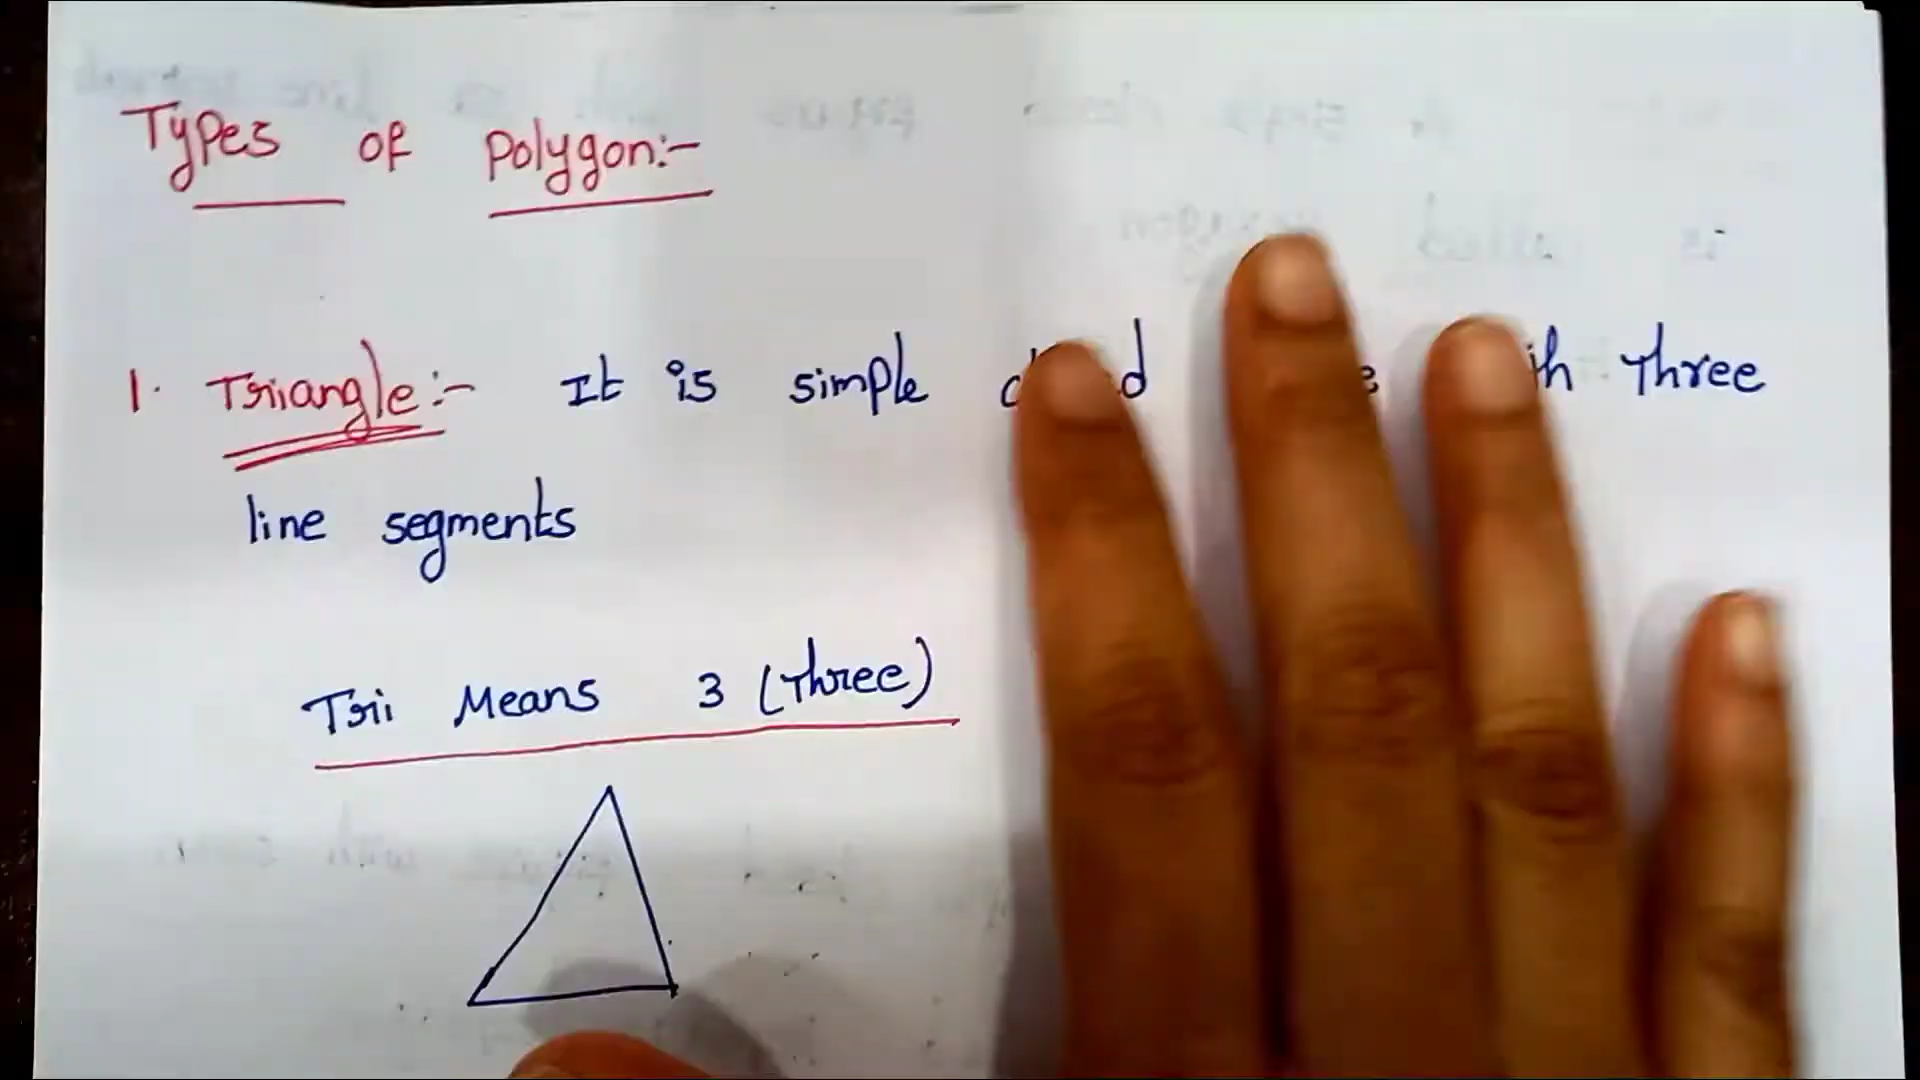 Types of Polygon:-
1. Triangle:- It is simple three
line segments
Tri Means 3 (Three)